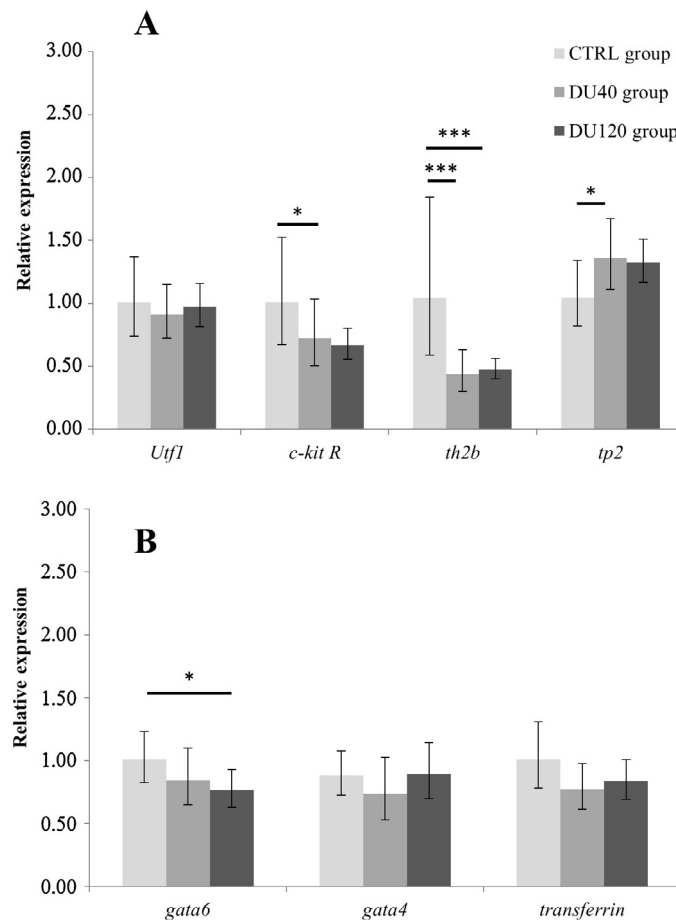 A
3.00
2.50
2.00
1.50
1.00
0.50
0.00
Relative expression
CTRL group
DU40 group
DU120 group
*
***
***
*
Utf1 c-kit R th2b tp2
B
3.00
2.50
2.00
1.50
1.00
0.50
0.00
Relative expression
*
gata6 gata4 transferrin